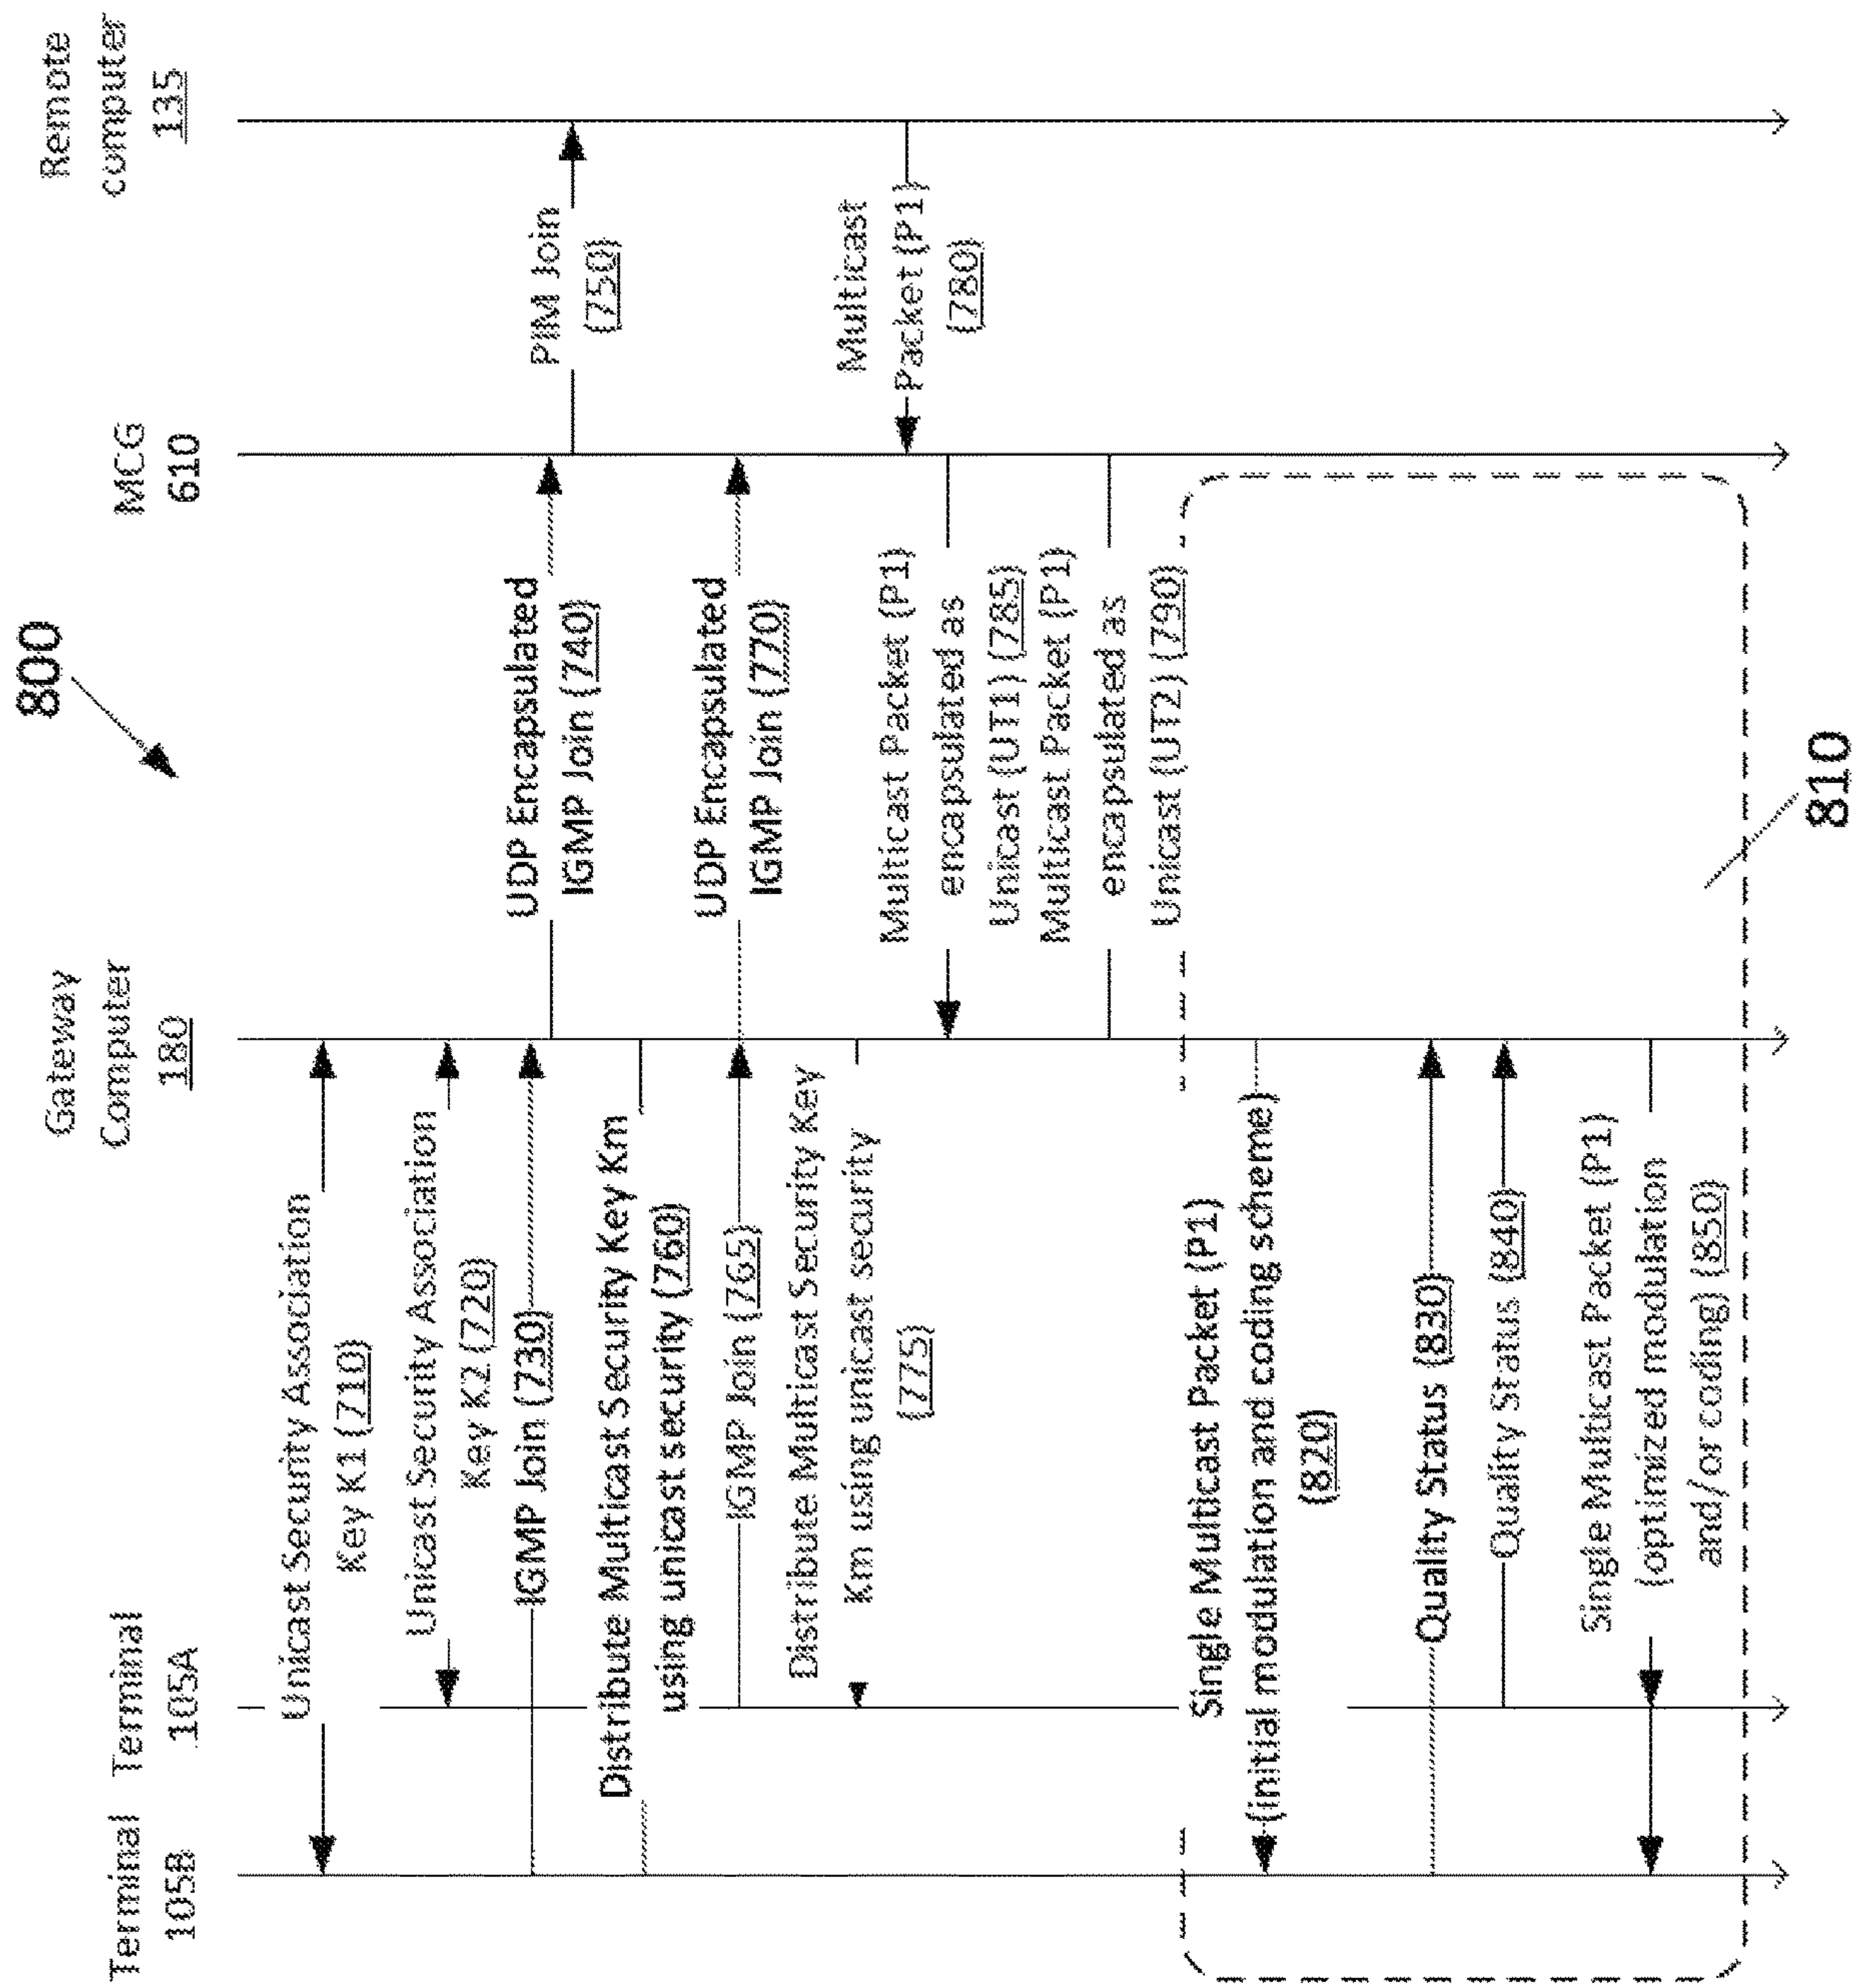 800
Terminal
105B
Terminal
105A
Gateway
Computer
180
MCG
610
Remote
computer
135
Unicast Security Association
Key K1 (710)
Unicast Security Association
Key K2 (720)
IGMP Join (730)
UDP Encapsulated
IGMP Join (740)
PIM Join
(750)
Distribute Multicast Security Key Km
using unicast security (760)
IGMP Join (765)
UDP Encapsulated
IGMP Join (770)
Distribute Multicast Security Key
Km using unicast security
(775)
Multicast
Packet (P1)
(780)
Multicast Packet (P1)
encapsulated as
Unicast (UT1) (785)
Multicast Packet (P1)
encapsulated as
Unicast (UT2) (790)
Single Multicast Packet (P1)
(initial modulation and coding scheme)
(820)
Quality Status (830)
Quality Status (840)
Single Multicast Packet (P1)
(optimized modulation
and/or coding) (850)
810